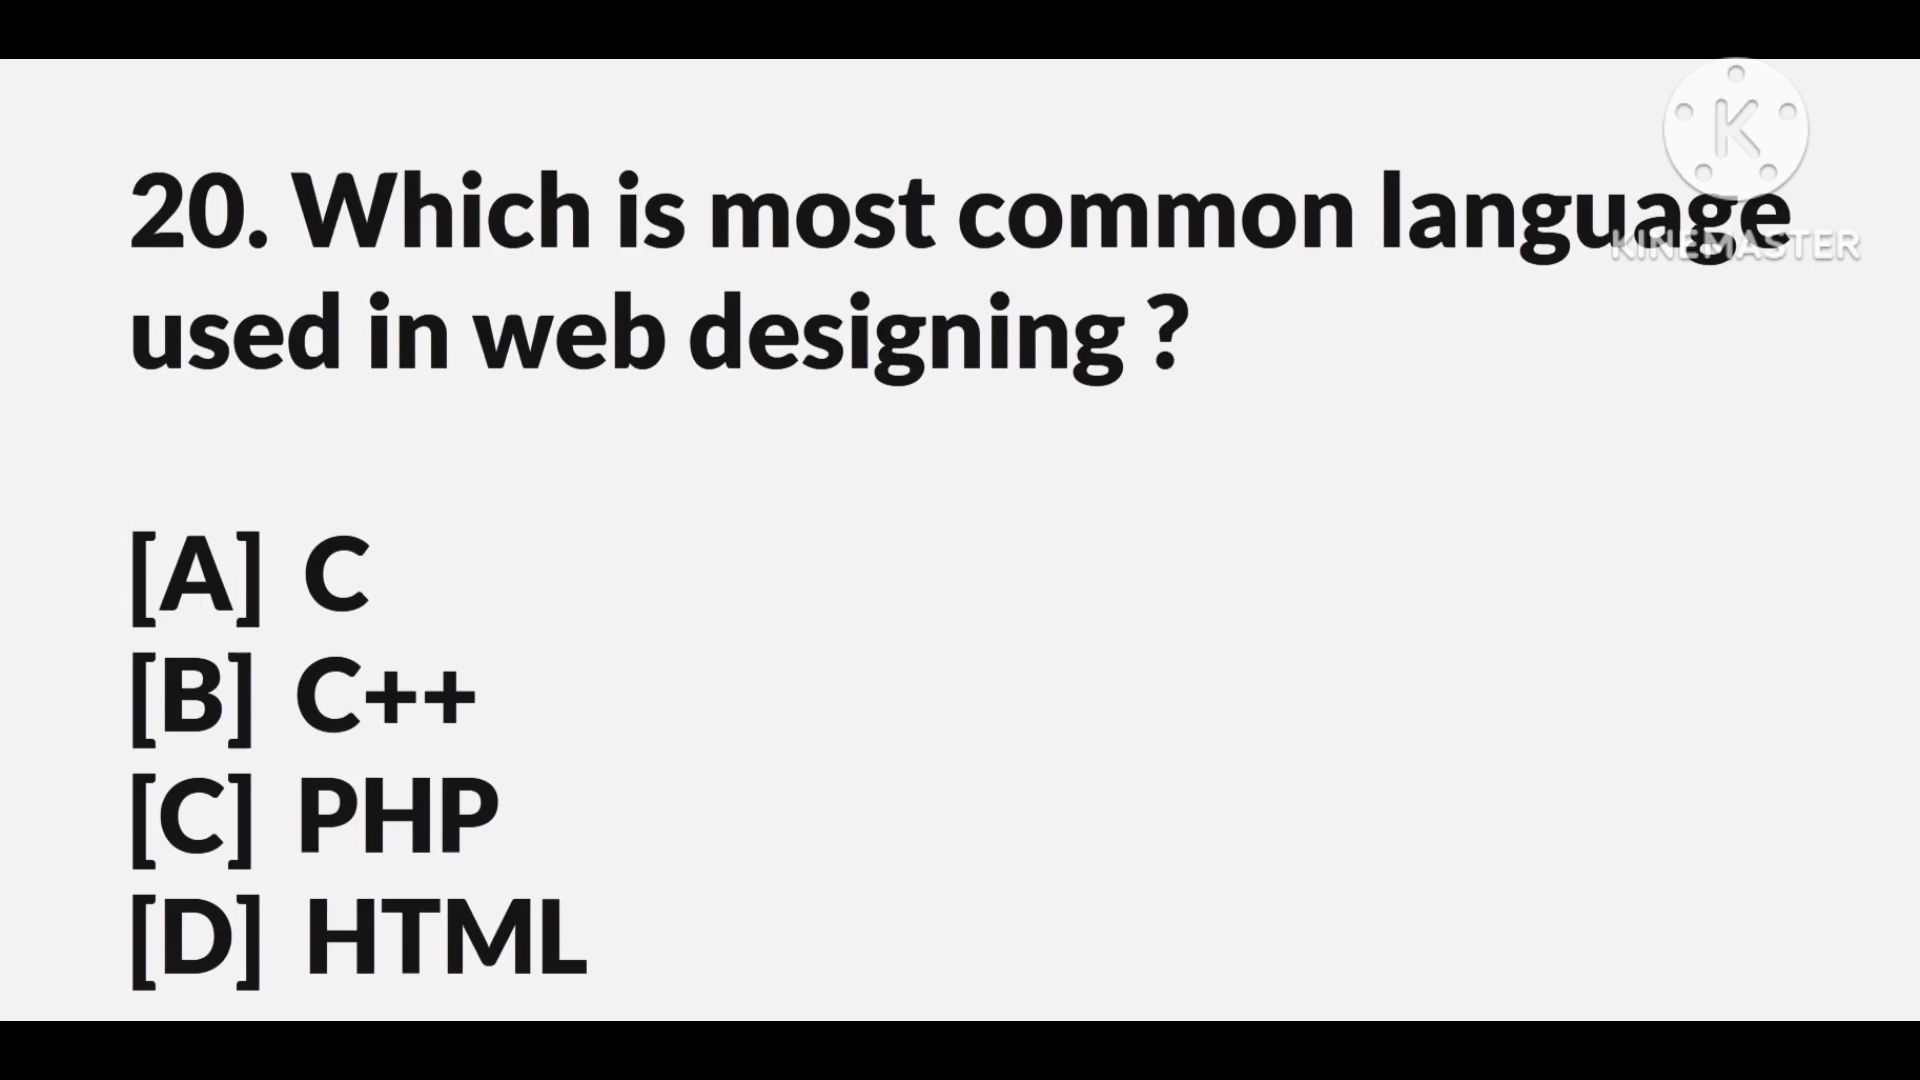 K
KINEMASTER
20. Which is most common language
used in web designing ?
[A] C
[B] C++
[C] PHP
[D] HTML